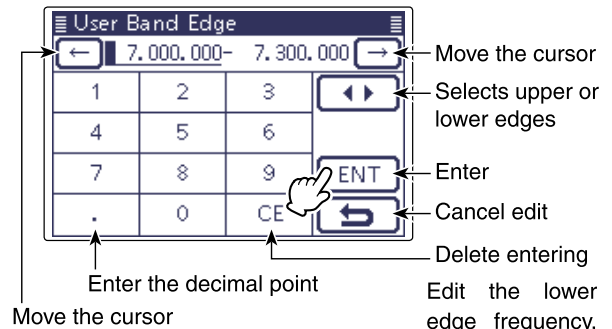 User Band Edge
← 7.000.000- 7.300.000 → Move the cursor
1 2 3 ◀▶ Selects upper or
lower edges
4 5 6
7 8 9 ENT Enter
. 0 CE Cancel edit
Delete entering
Enter the decimal point
Move the cursor
Edit the lower
edge frequency.